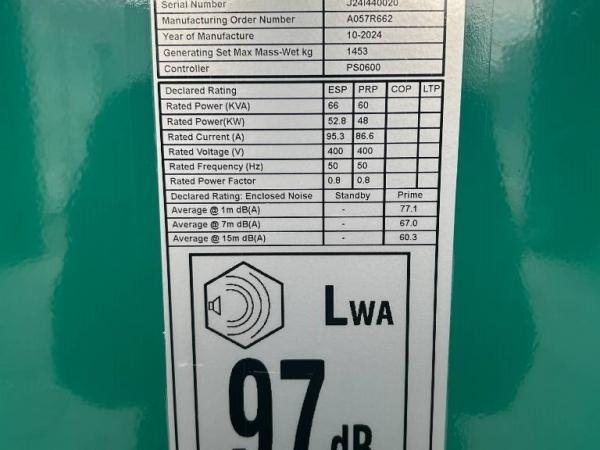 Serial Number J24I440020
Manufacturing Order Number A057R662
Year of Manufacture 10-2024
Generating Set Max Mass-Wet kg 1453
Controller PS0600
Declared Rating ESP PRP COP LTP
Rated Power (KVA) 66 60
Rated Power(KW) 52.8 48
Rated Current (A) 95.3 86.6
Rated Voltage (V) 400 400
Rated Frequency (Hz) 50 50
Rated Power Factor 0.8 0.8
Declared Rating: Enclosed Noise Standby Prime
Average @ 1m dB(A) - 77.1
Average @ 7m dB(A) - 67.0
Average @ 15m dB(A) - 60.3
LWA
97 dB